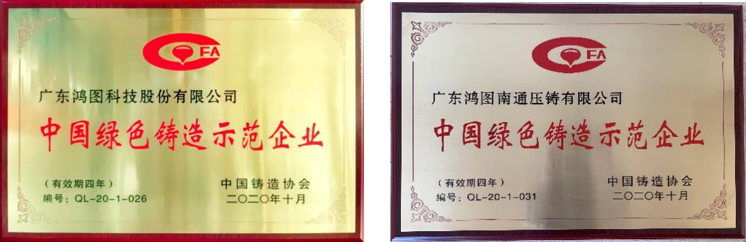 FA
广东鸿图科技股份有限公司
中国绿色铸造示范企业
(有效期四年)
编号:QL-20-1-026
中国铸造协会
二〇二〇年十月
FA
广东鸿图南通压铸有限公司
中国绿色铸造示范企业
(有效期四年)
编号:QL-20-1-031
中国铸造协会
二〇二〇年十月